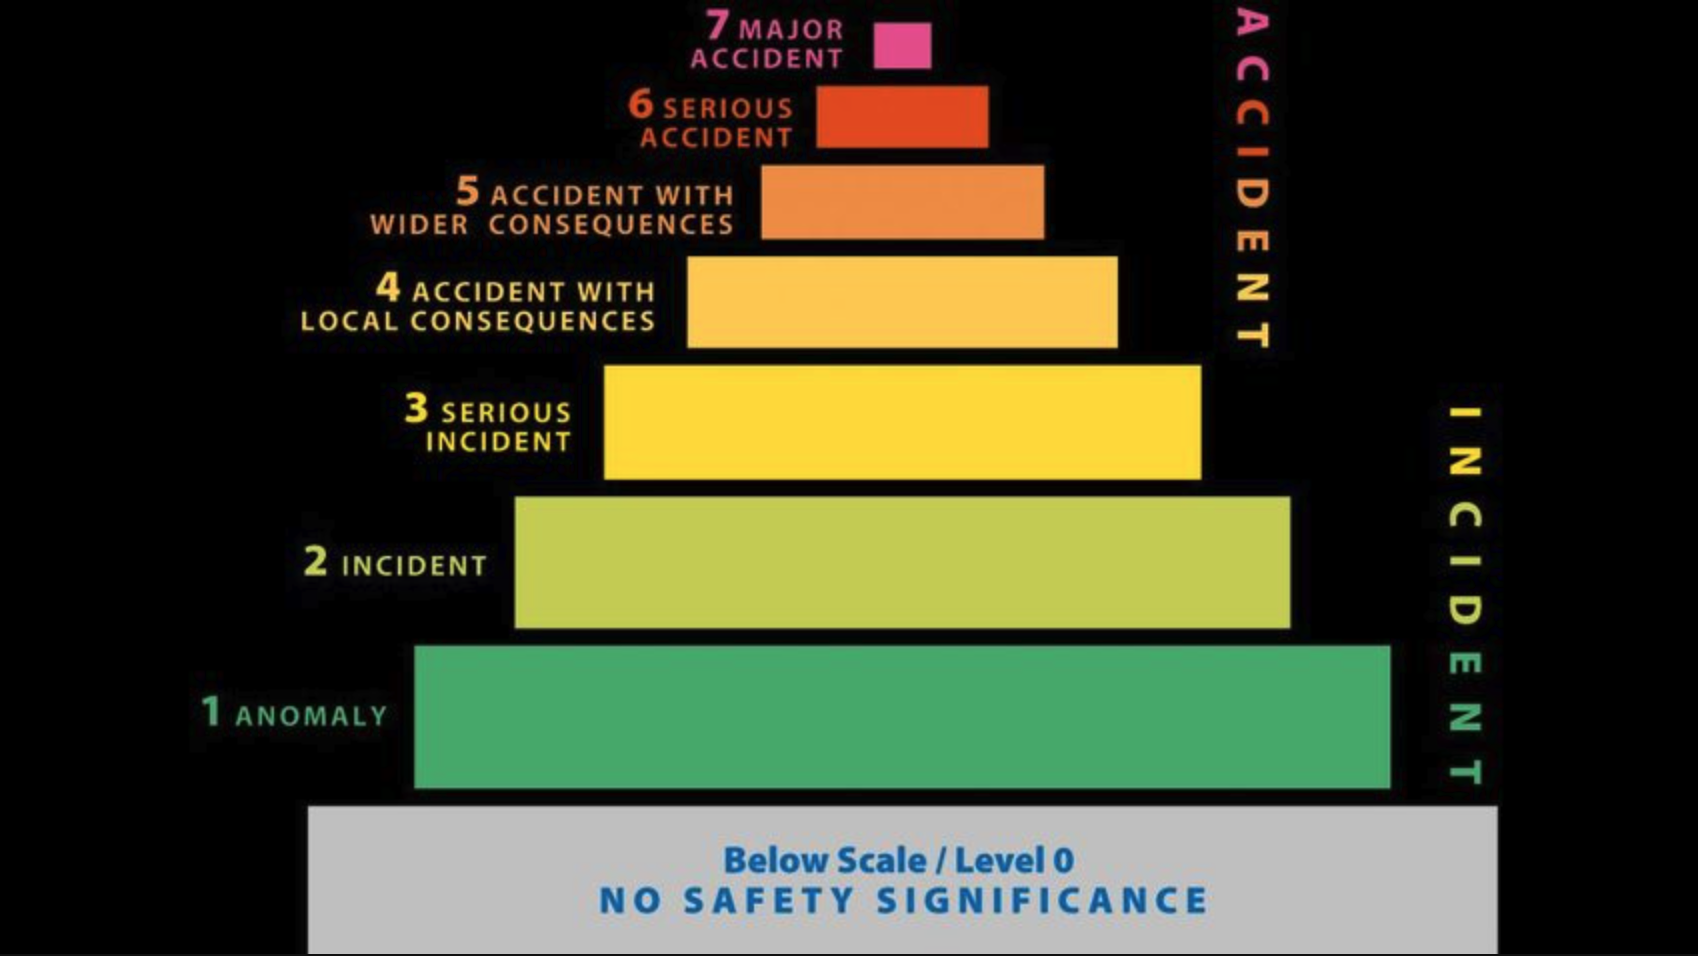 7 MAJOR
ACCIDENT
6 SERIOUS
ACCIDENT
5 ACCIDENT WITH
WIDER CONSEQUENCES
4 ACCIDENT WITH
LOCAL CONSEQUENCES
3 SERIOUS
INCIDENT
2 INCIDENT
1 ANOMALY
Below Scale / Level 0
NO SAFETY SIGNIFICANCE
ACCIDENT
INCIDENT